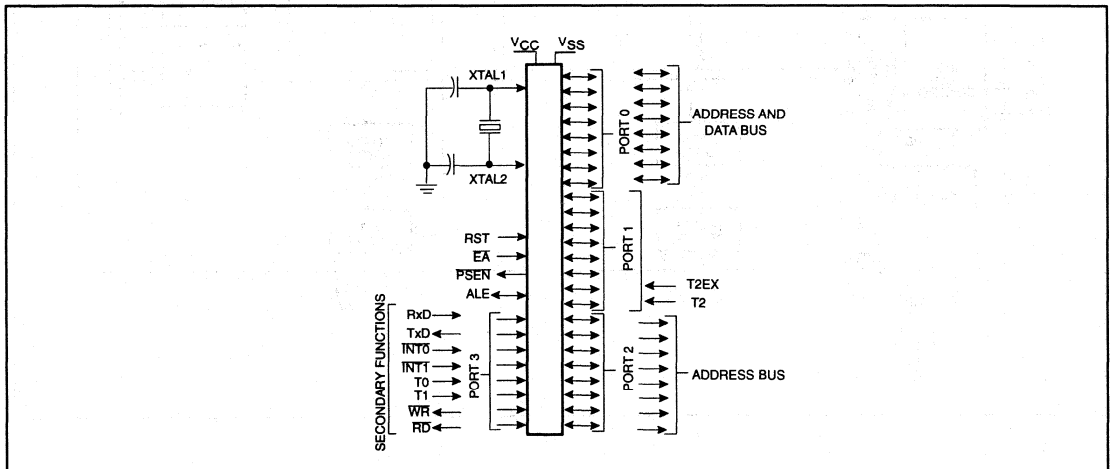 VCC VSS
XTAL1
XTAL2
PORT 0
ADDRESS AND
DATA BUS
PORT 1
T2EX
T2
RST
EA
PSEN
ALE
SECONDARY FUNCTIONS
RxD
TxD
INT0
INT1
T0
T1
WR
RD
PORT 3
PORT 2
ADDRESS BUS